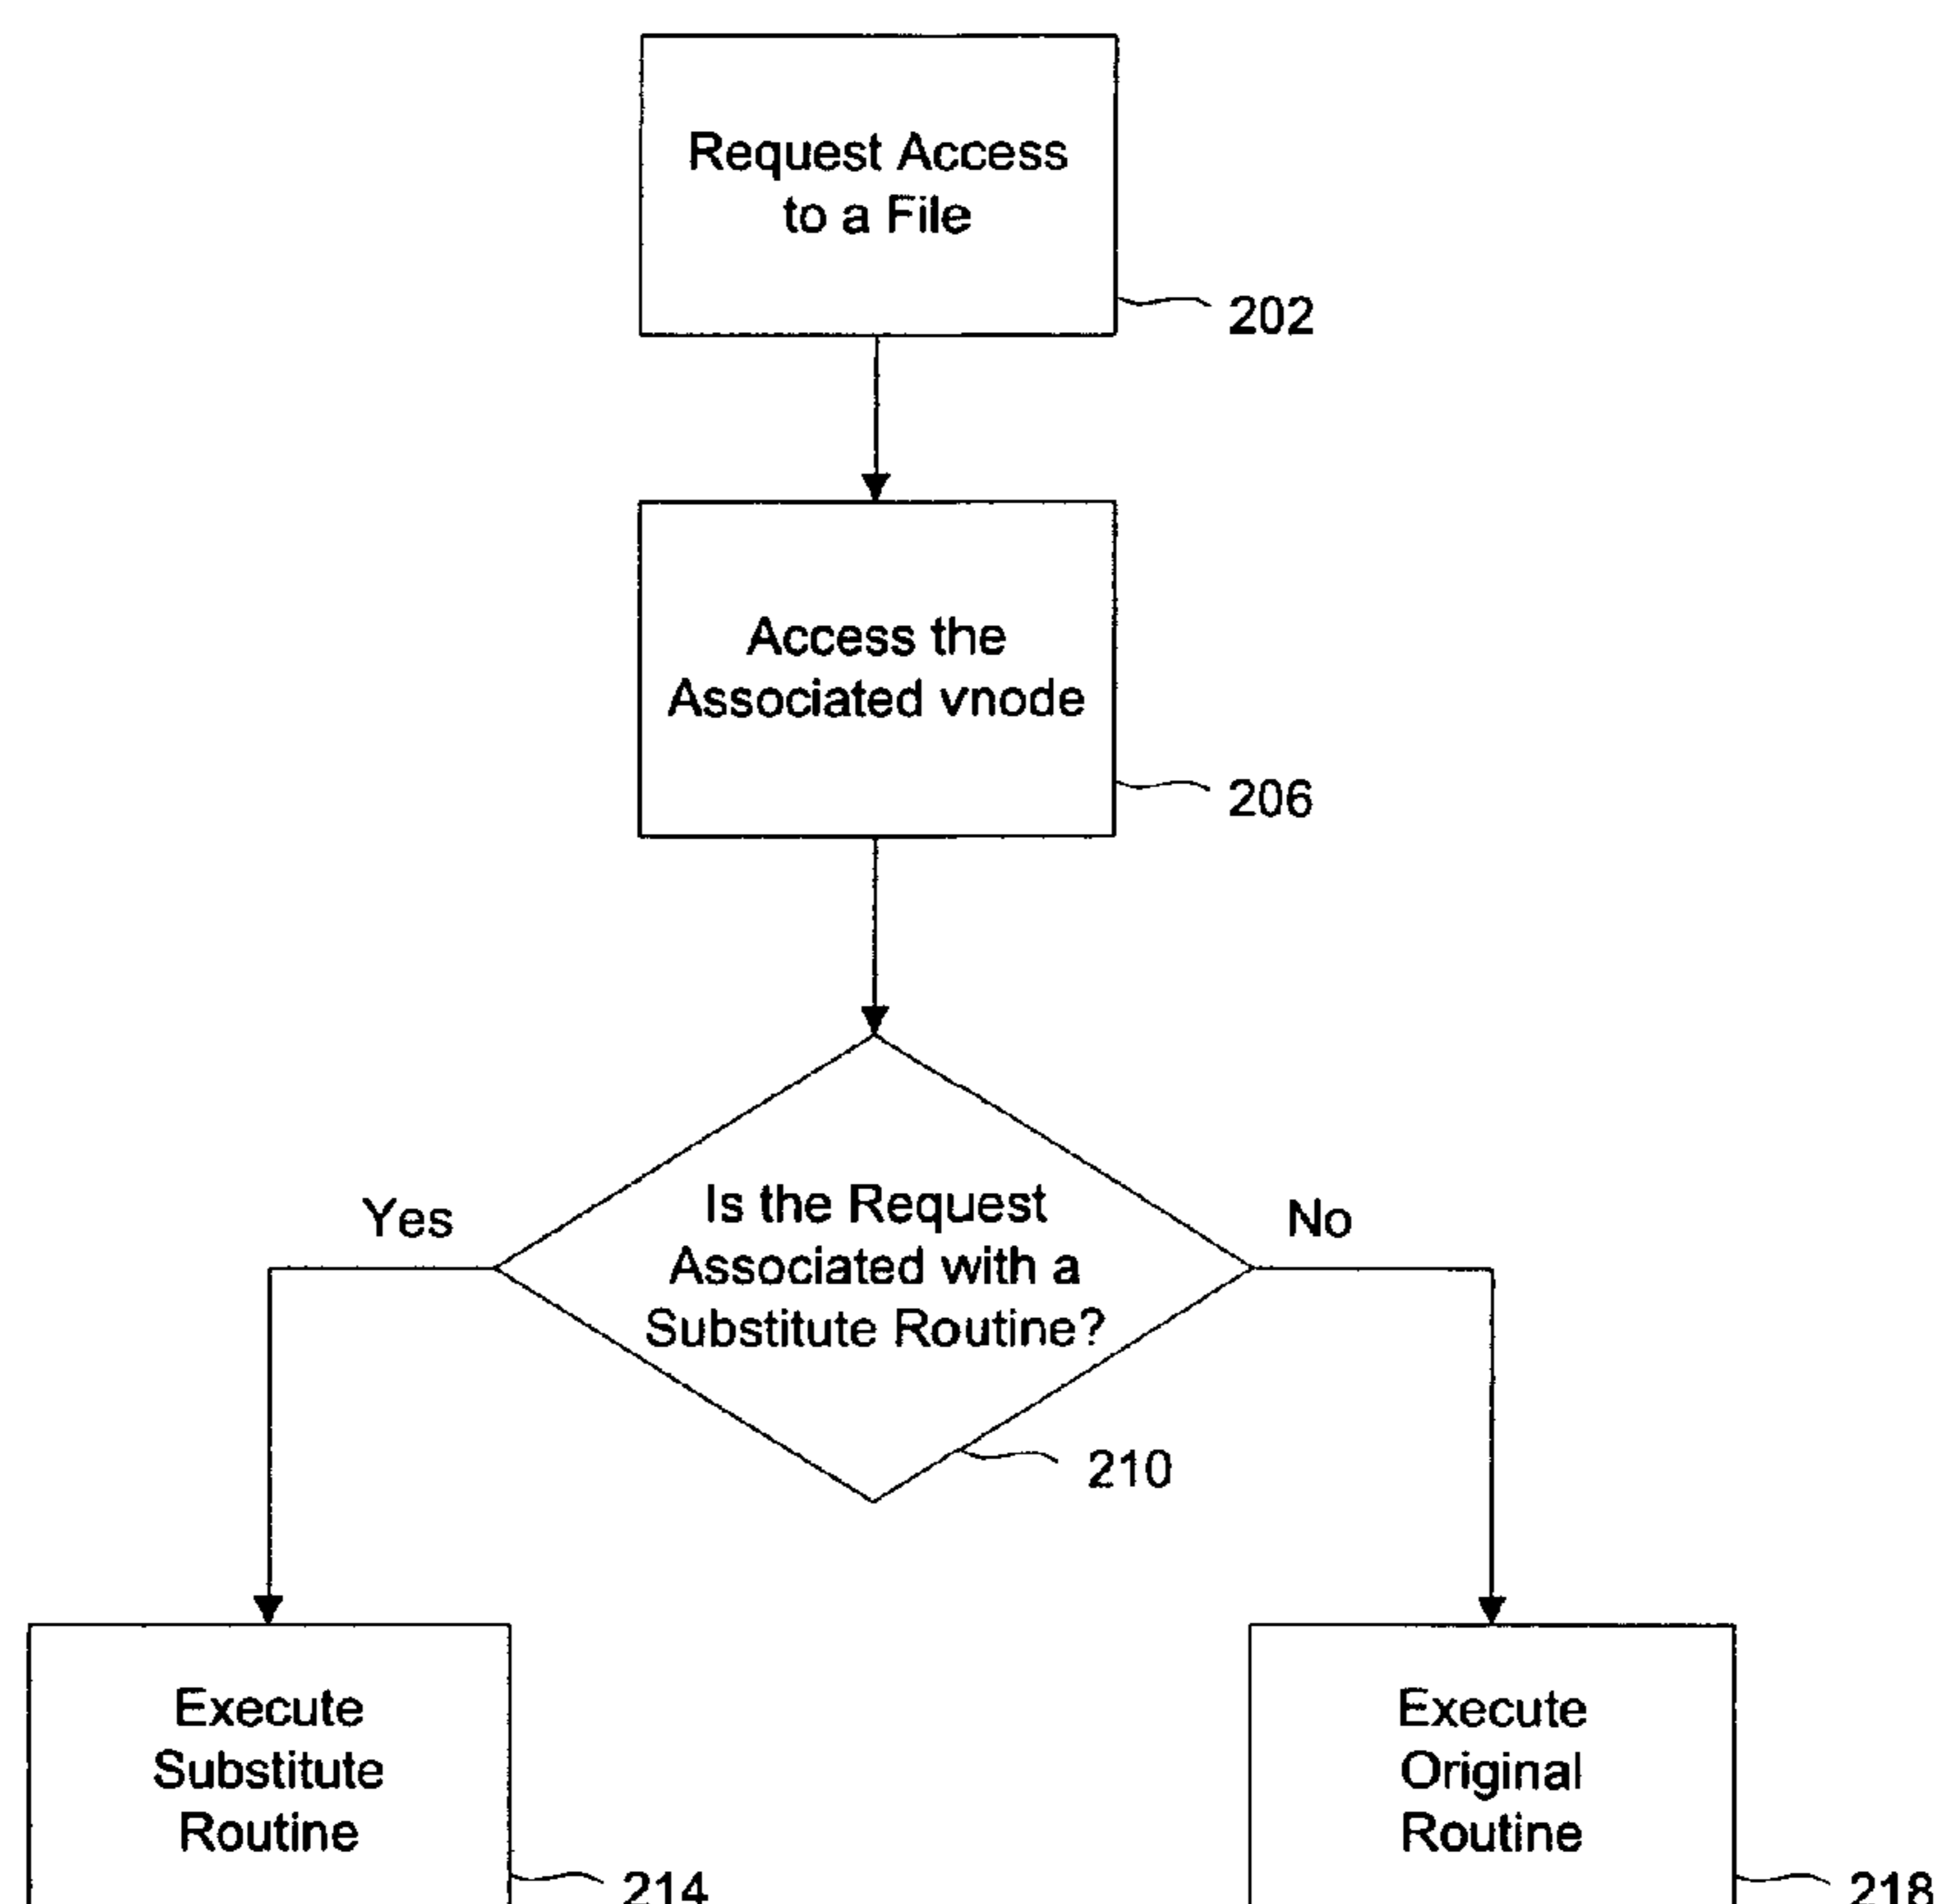 Request Access
to a File
202
Access the
Associated vnode
206
Yes
Is the Request
Associated with a
Substitute Routine?
No
210
Execute
Substitute
Routine
214
Execute
Original
Routine
218